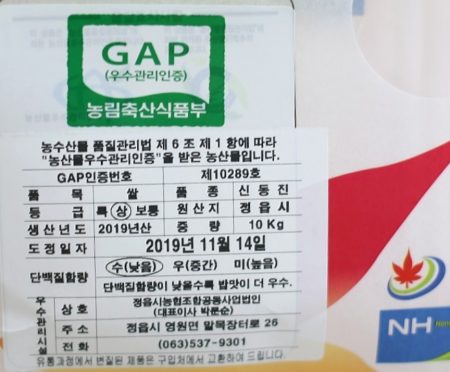 GAP
(우수관리인증)
농림축산식품부
농수산물 품질관리법 제 6 조 제 1 항에 따라
"농산물우수관리인증"을 받은 농산물입니다.
GAP인증번호 제10289호
품 목 쌀 품 종 신 동 진
등 급 특 상 보통 원 산 지 정 읍 시
생 산 년 도 2019년산 중 량 10 Kg
도 정 일 자 2019년 11월 14일
단백질함량 수(낮음) 우(중간) 미(높음)
단백질함량이 낮을수록 밥맛이 더 우수.
우수관리시설 상 호 정읍시농협조합공동사업법인
(대표이사 박훈순)
주 소 정읍시 영원면 말목장터로 25
전 화 (063)537-9301
유통과정에서 변질된 제품은 구입처에서 교환하여 드립니다.
NH